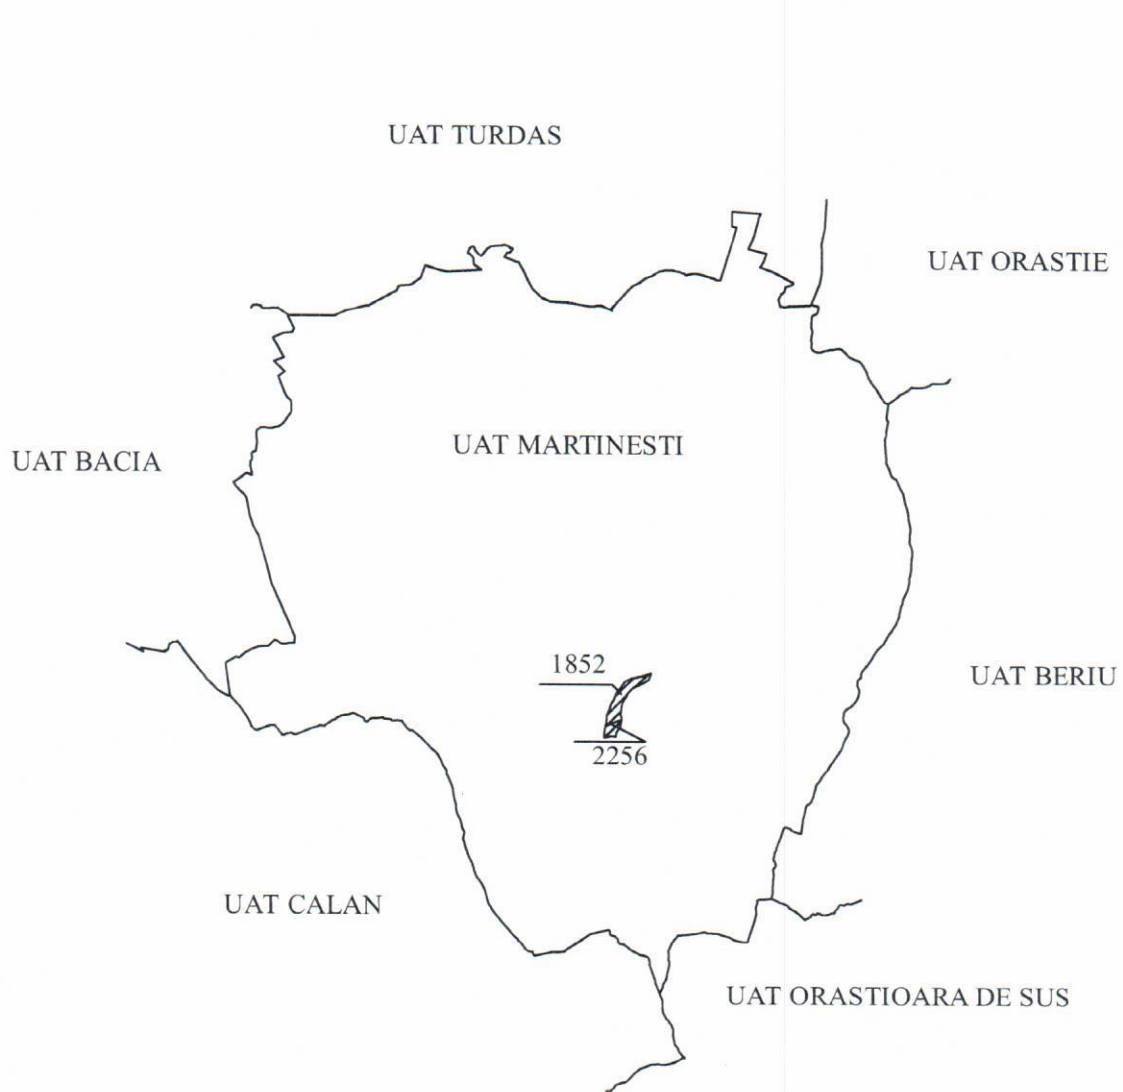 UAT TURDAS
UAT ORASTIE
UAT MARTINESTI
UAT BACIA
1852
UAT BERIU
2256
UAT CALAN
UAT ORASTIOARA DE SUS